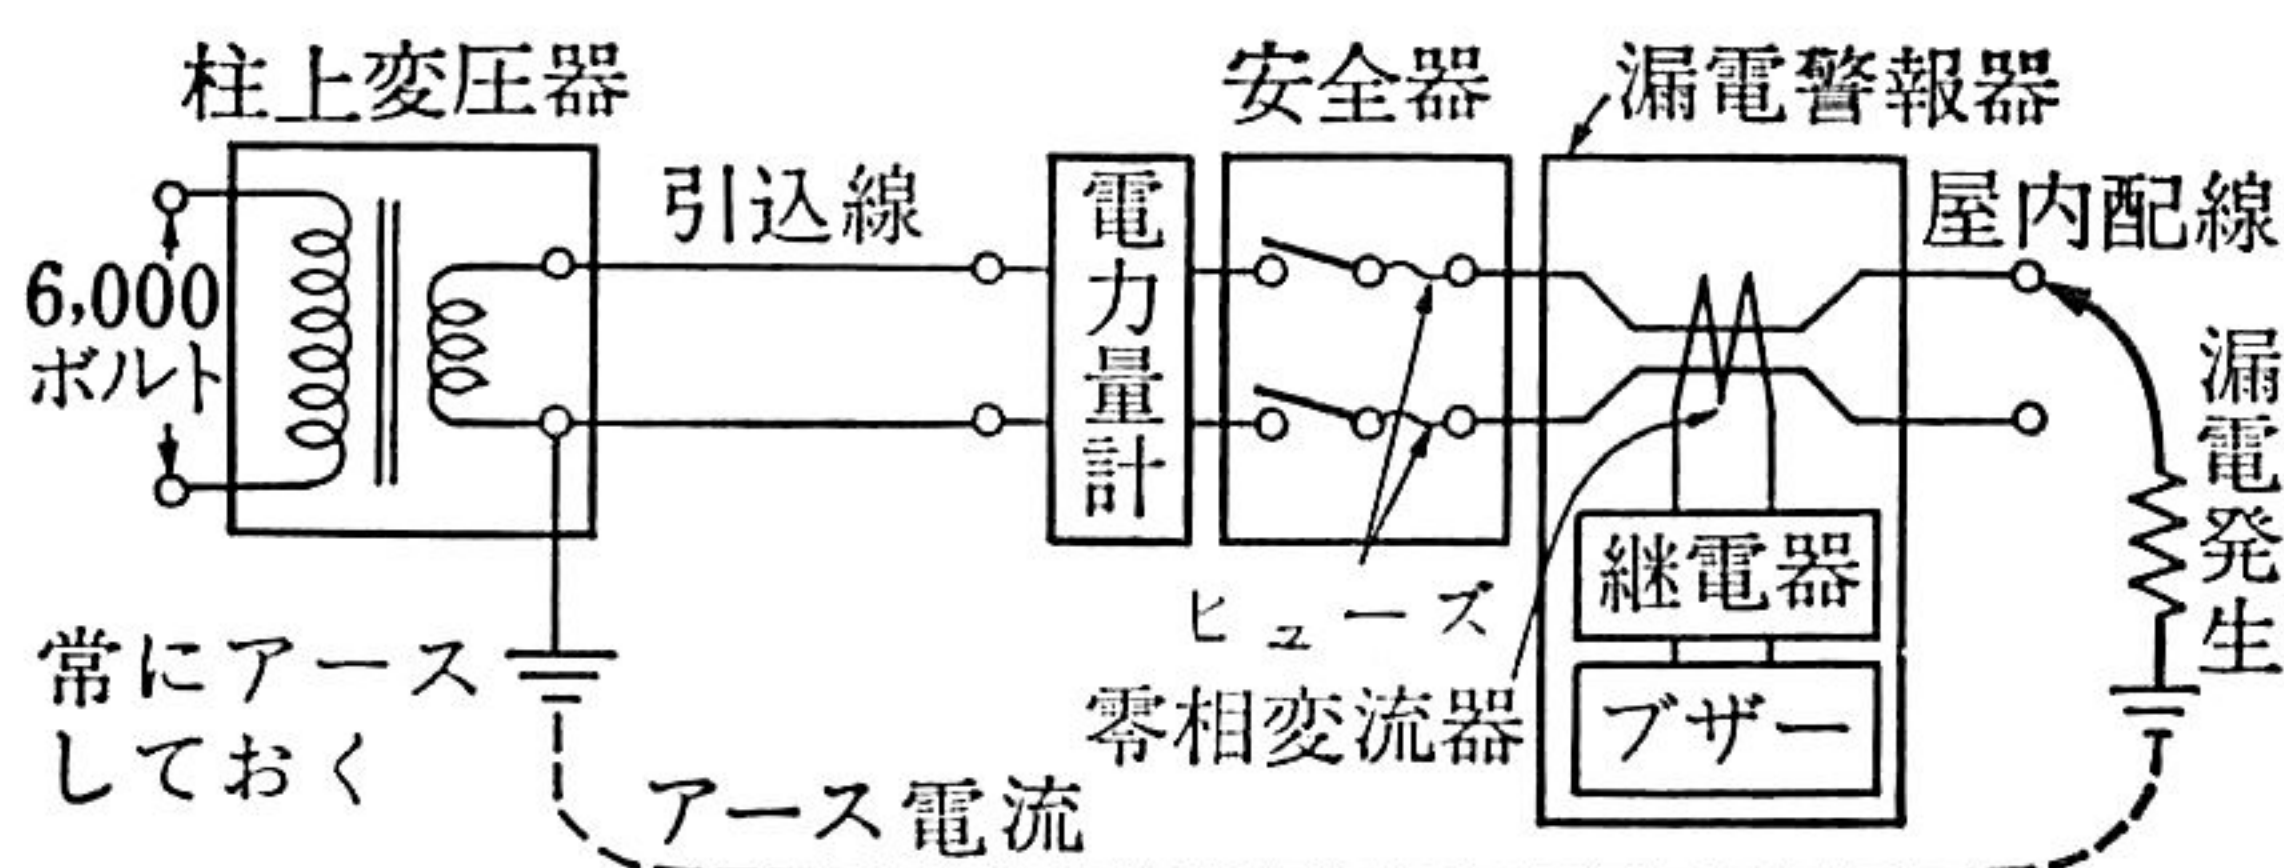 柱上変圧器
安全器
漏電警報器
引込線
屋内配線
6,000
ボルト
電力量計
漏電発生
ヒューズ
継電器
零相変流器
ブザー
常にアース
しておく
アース電流